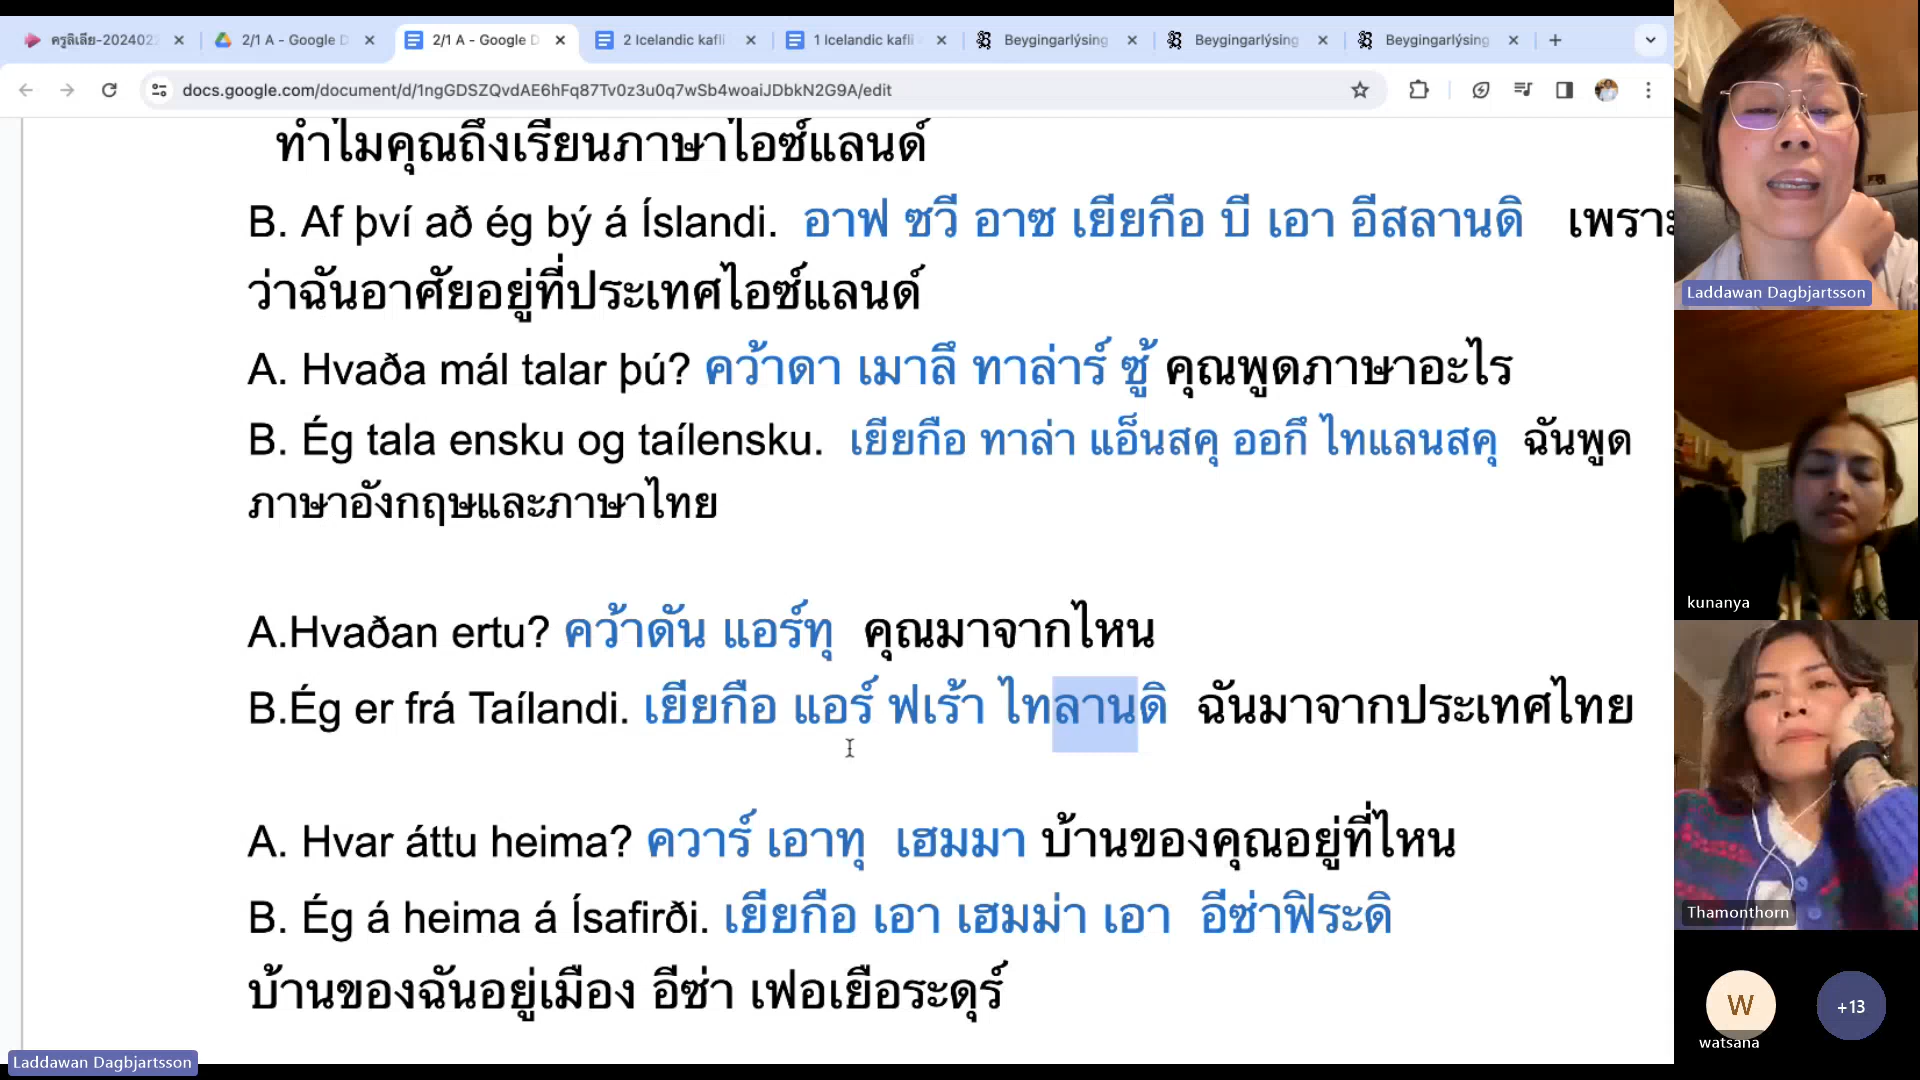 ครูลิเลีย-202402
2/1 A - Google D
2/1 A - Google D
2 Icelandic kafli
1 Icelandic kafli
Beygingarlýsing
Beygingarlýsing
Beygingarlýsing
docs.google.com/document/d/1ngGDSZQvdAE6hFq87Tv0z3u0q7wSb4woaiJDbkN2G9A/edit
ทำไมคุณถึงเรียนภาษาไอซ์แลนด์
B. Af því að ég bý á Íslandi. อาฟ ซวี อาซ เยียกือ บี เอา อีสลานดิ เพราะ
ว่าฉันอาศัยอยู่ที่ประเทศไอซ์แลนด์
A. Hvaða mál talar þú? คว้าดา เมาลึ ทาล่าร์ ซู้ คุณพูดภาษาอะไร
B. Ég tala ensku og taílensku. เยียกือ ทาล่า แอ็นสคุ ออกึ ไทแลนสคุ ฉันพูด
ภาษาอังกฤษและภาษาไทย
A.Hvaðan ertu? คว้าดัน แอร์ทุ คุณมาจากไหน
B.Ég er frá Taílandi. เยียกือ แอร์ ฟเร้า ไทลานดิ ฉันมาจากประเทศไทย
A. Hvar áttu heima? ควาร์ เอาทุ เฮมมา บ้านของคุณอยู่ที่ไหน
B. Ég á heima á Ísafirði. เยียกือ เอา เฮมม่า เอา อีซ่าฟิระดิ
บ้านของฉันอยู่เมือง อีซ่า เฟอเยือระดุร์
Laddawan Dagbjartsson
Laddawan Dagbjartsson
kunanya
Thamonthorn
W
watsana
+13